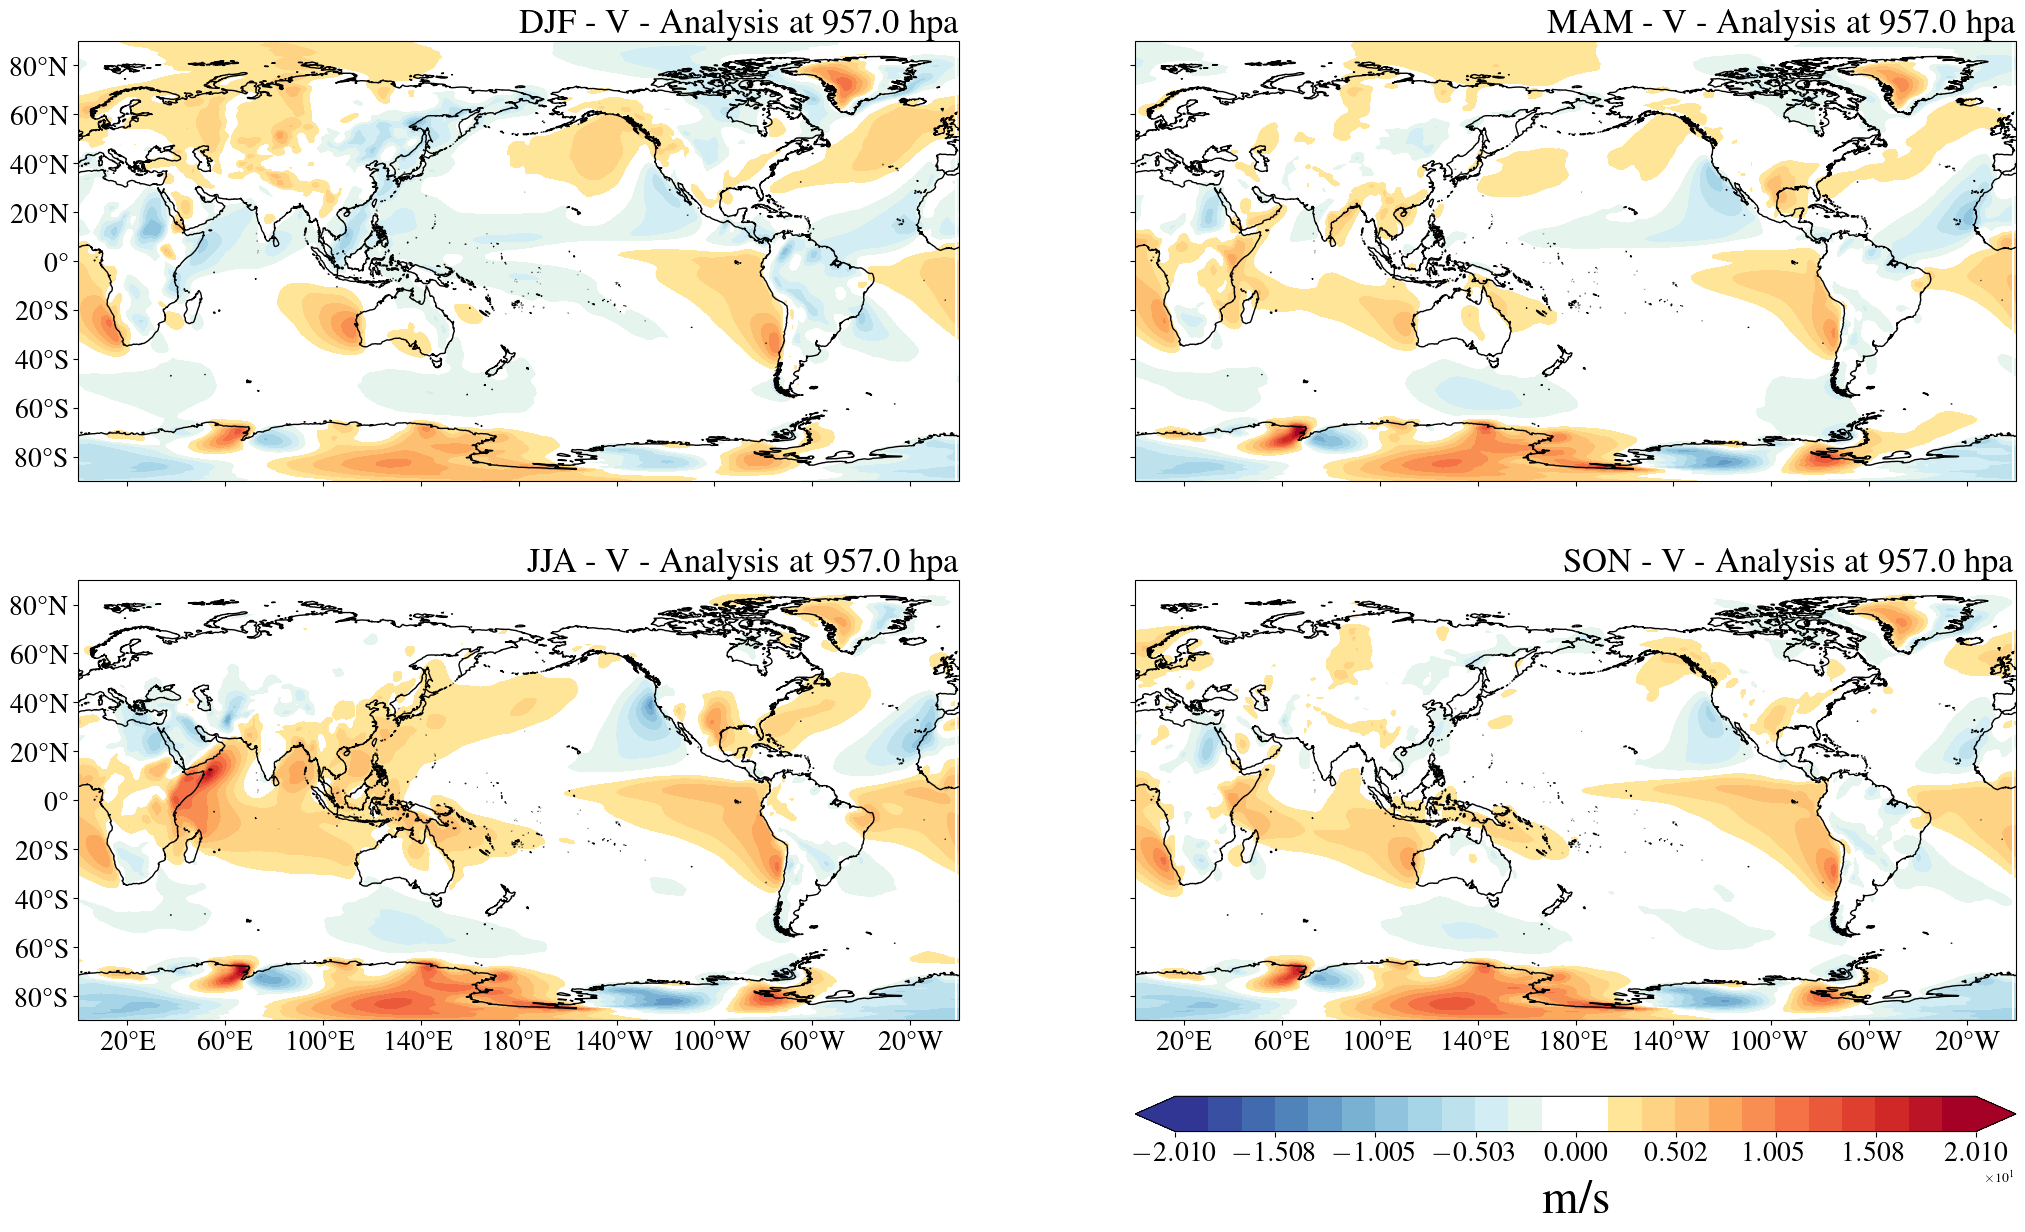 DJF - V - Analysis at 957.0 hpa
MAM - V - Analysis at 957.0 hpa
80°N
60°N
40°N
20°N
0°
20°S
40°S
60°S
80°S
JJA - V - Analysis at 957.0 hpa
SON - V - Analysis at 957.0 hpa
80°N
60°N
40°N
20°N
0°
20°S
40°S
60°S
80°S
20°E 60°E 100°E 140°E 180°E 140°W 100°W 60°W 20°W
20°E 60°E 100°E 140°E 180°E 140°W 100°W 60°W 20°W
−2.010 −1.508 −1.005 −0.503 0.000 0.502 1.005 1.508 2.010
×10¹
m/s